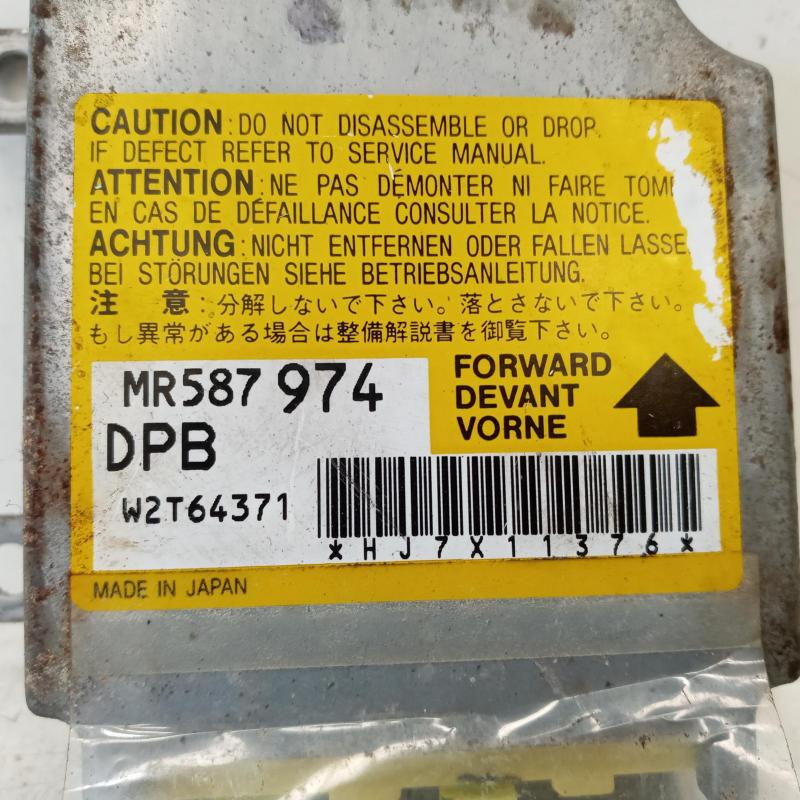 CAUTION: DO NOT DISASSEMBLE OR DROP.
IF DEFECT REFER TO SERVICE MANUAL.
ATTENTION: NE PAS DÉMONTER NI FAIRE
EN CAS DE DÉFAILLANCE CONSULTER LA NOTICE.
ACHTUNG: NICHT ENTFERNEN ODER FALLEN LASSE
BEI STÖRUNGEN SIEHE BETRIEBSANLEITUNG.
注 意: 分解しないで下さい。落とさないで下さい。
もし異常がある場合は整備解説書を御覧下さい。
MR587 974
FORWARD
DEVANT
VORNE
DPB
W2T64371
*HJ7X11376*
MADE IN JAPAN